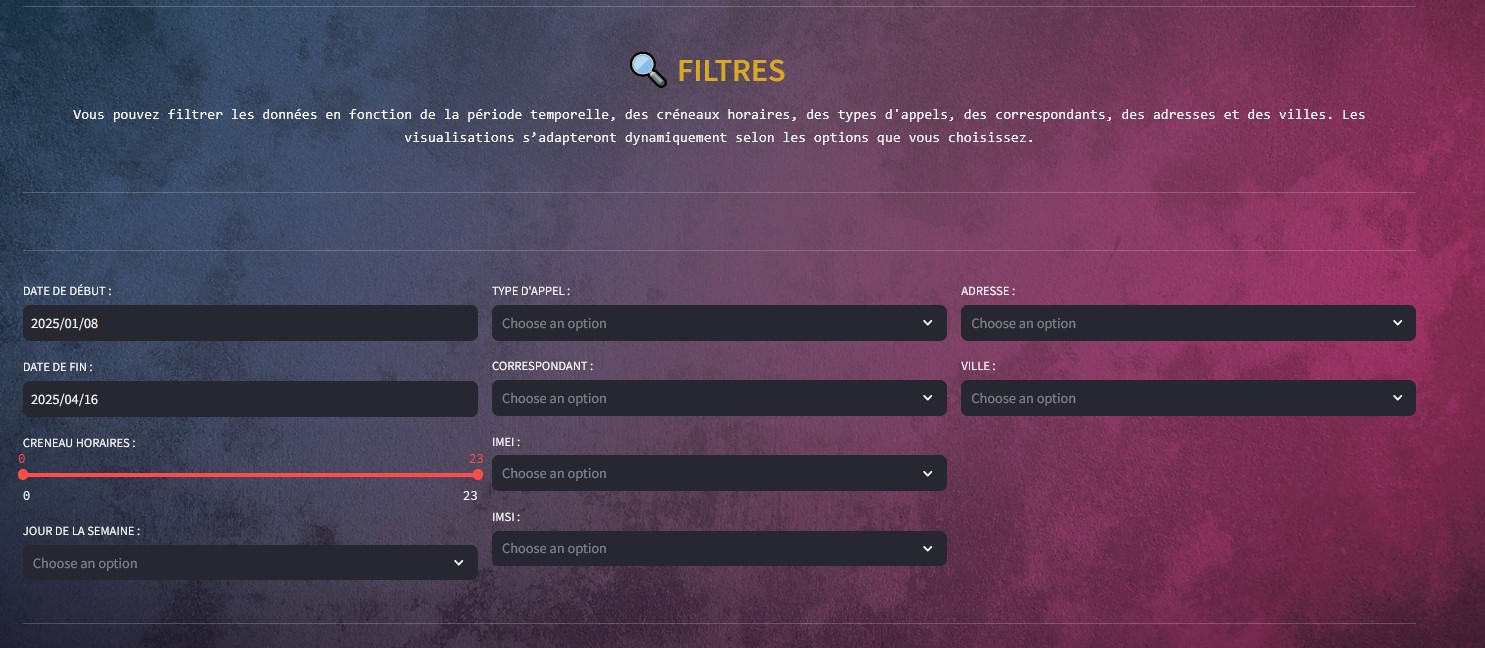 FILTRES
Vous pouvez filtrer les données en fonction de la période temporelle, des créneaux horaires, des types d'appels, des correspondants, des adresses et des villes. Les
visualisations s’adapteront dynamiquement selon les options que vous choisissez.
DATE DE DÉBUT :
2025/01/08
DATE DE FIN :
2025/04/16
CRENEAU HORAIRES :
0 23
0 23
JOUR DE LA SEMAINE :
Choose an option
TYPE D'APPEL :
Choose an option
CORRESPONDANT :
Choose an option
IMEI :
Choose an option
IMSI :
Choose an option
ADRESSE :
Choose an option
VILLE :
Choose an option